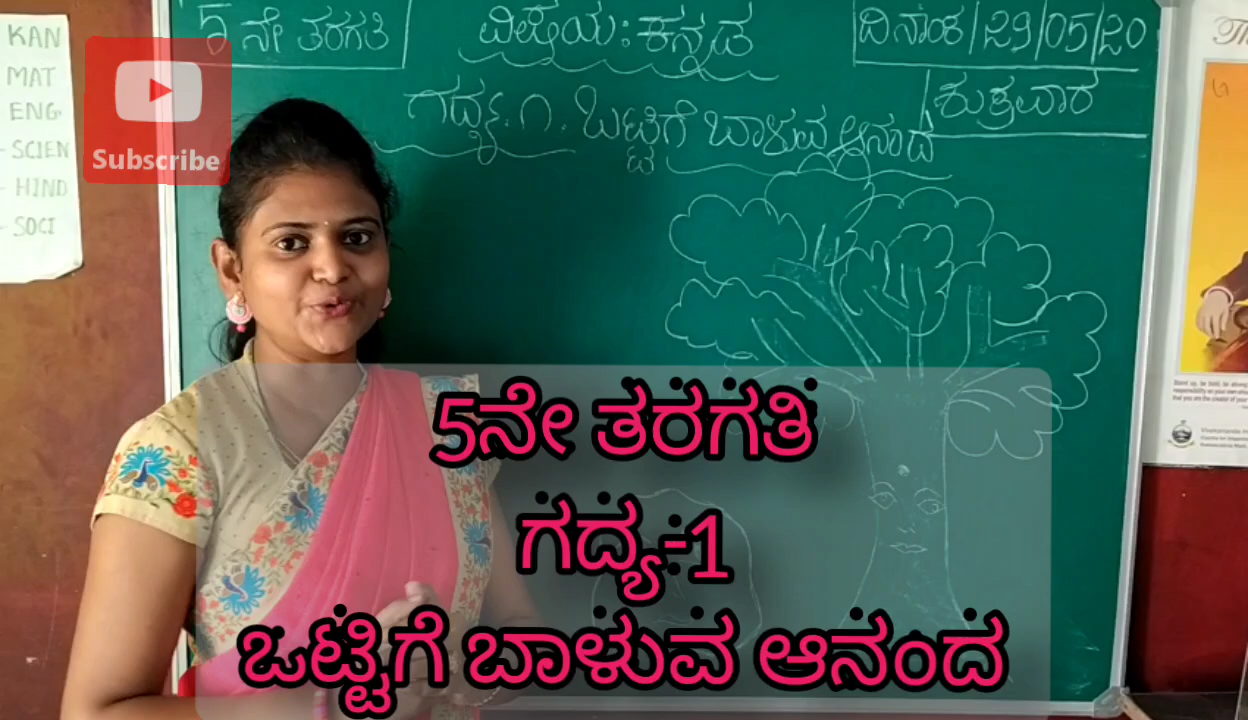 KAN
MAT
ENG
- SCIEN
- HIND
- SOCI
Subscribe
5 ನೇ ತರಗತಿ
ವಿಷಯ: ಕನ್ನಡ
ದಿನಾಂಕ/29/05/20
ಶುಕ್ರವಾರ
ಗದ್ಯ.೧. ಒಟ್ಟಿಗೆ ಬಾಳುವ ಆನಂದ
5ನೇ ತರಗತಿ
ಗದ್ಯ-1
ಒಟ್ಟಿಗೆ ಬಾಳುವ ಆನಂದ